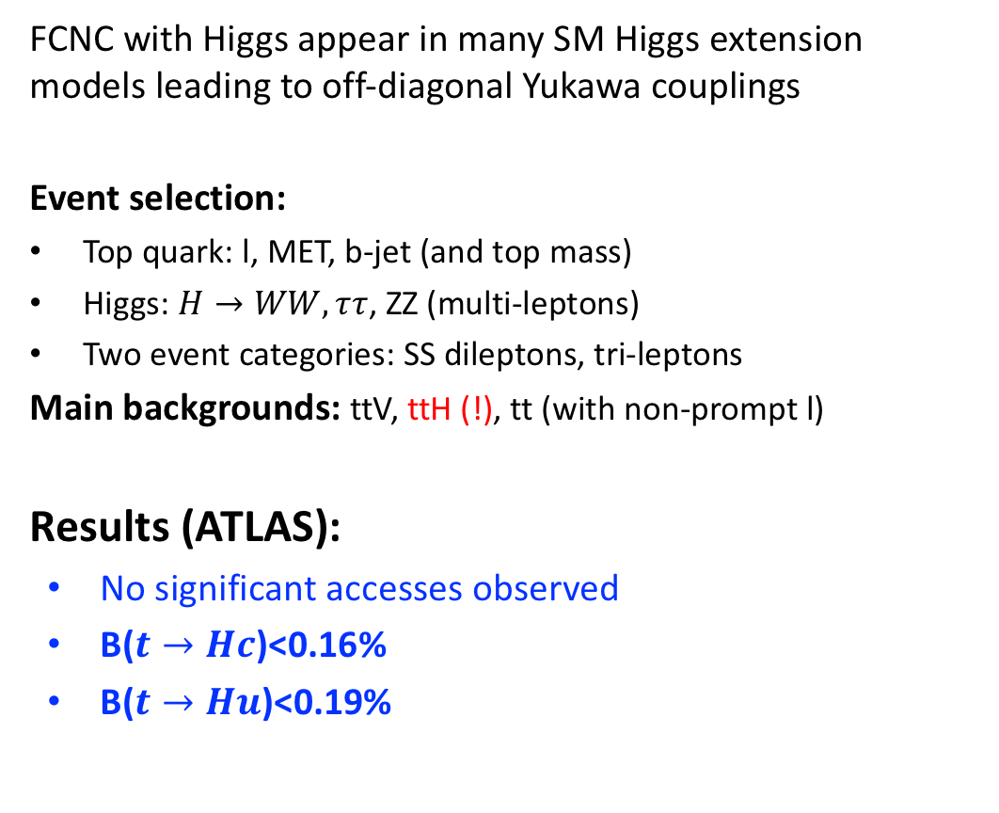 FCNC with Higgs appear in many SM Higgs extension
models leading to off-diagonal Yukawa couplings
Event selection:
• Top quark: l, MET, b-jet (and top mass)
• Higgs: H → WW, ττ, ZZ (multi-leptons)
• Two event categories: SS dileptons, tri-leptons
Main backgrounds: ttV, ttH (!), tt (with non-prompt l)
Results (ATLAS):
• No significant accesses observed
• B(t → Hc)<0.16%
• B(t → Hu)<0.19%